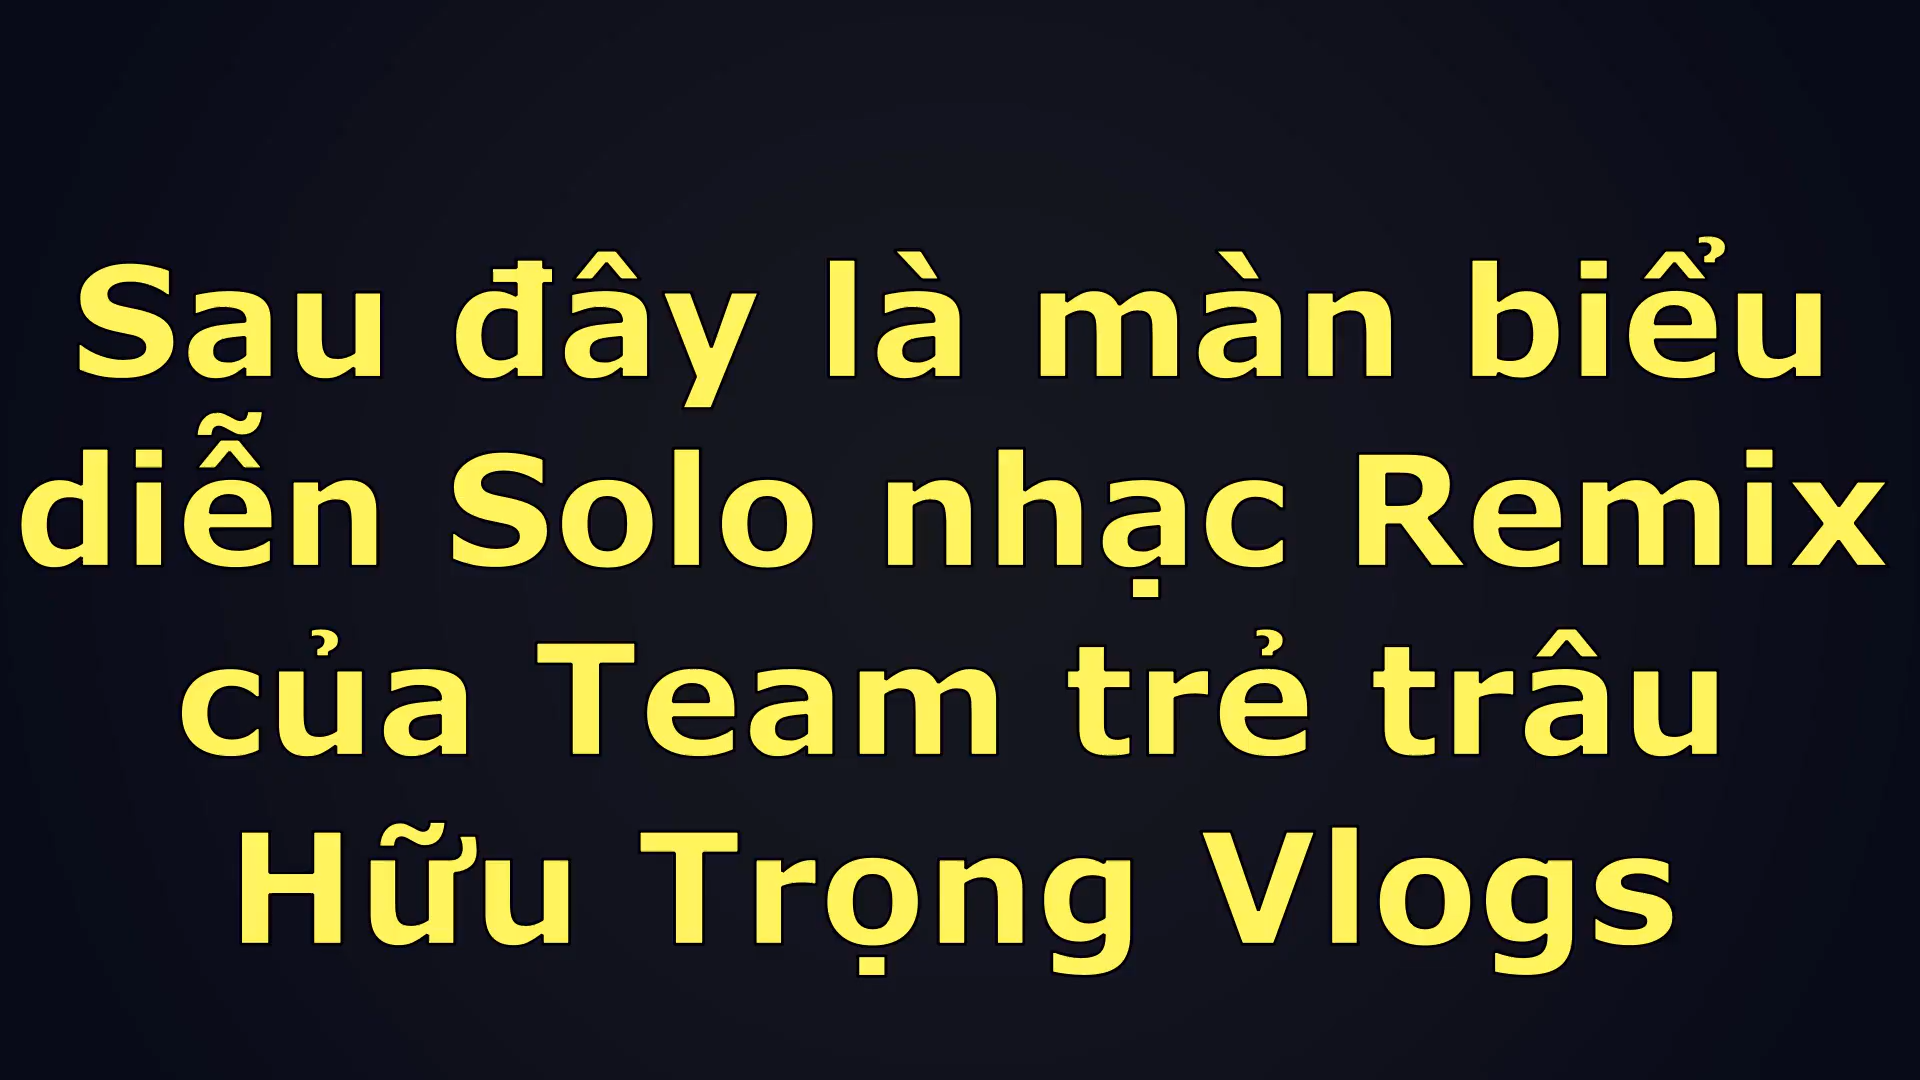 Sau đây là màn biểu
diễn Solo nhạc Remix
của Team trẻ trâu
Hữu Trọng Vlogs